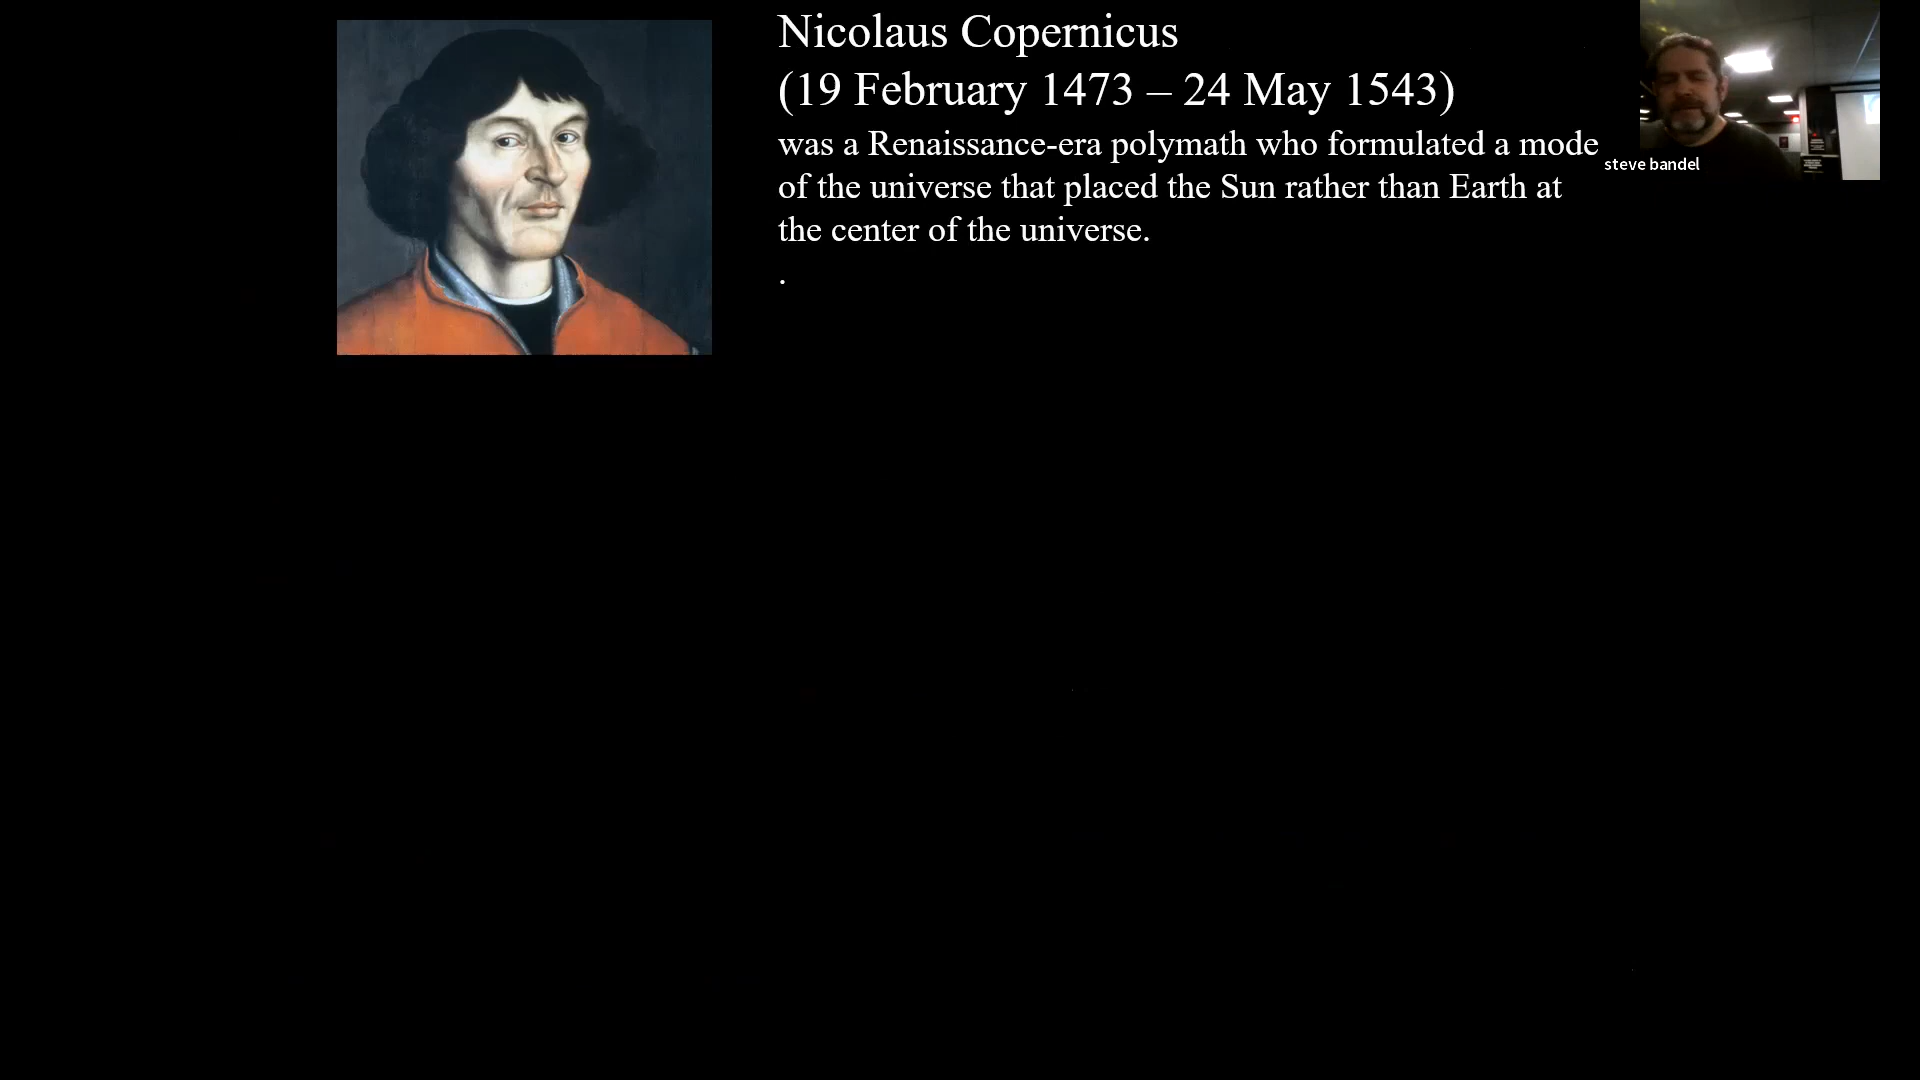 Nicolaus Copernicus
(19 February 1473 – 24 May 1543)
was a Renaissance-era polymath who formulated a mode
of the universe that placed the Sun rather than Earth at
the center of the universe.
.
steve bandel